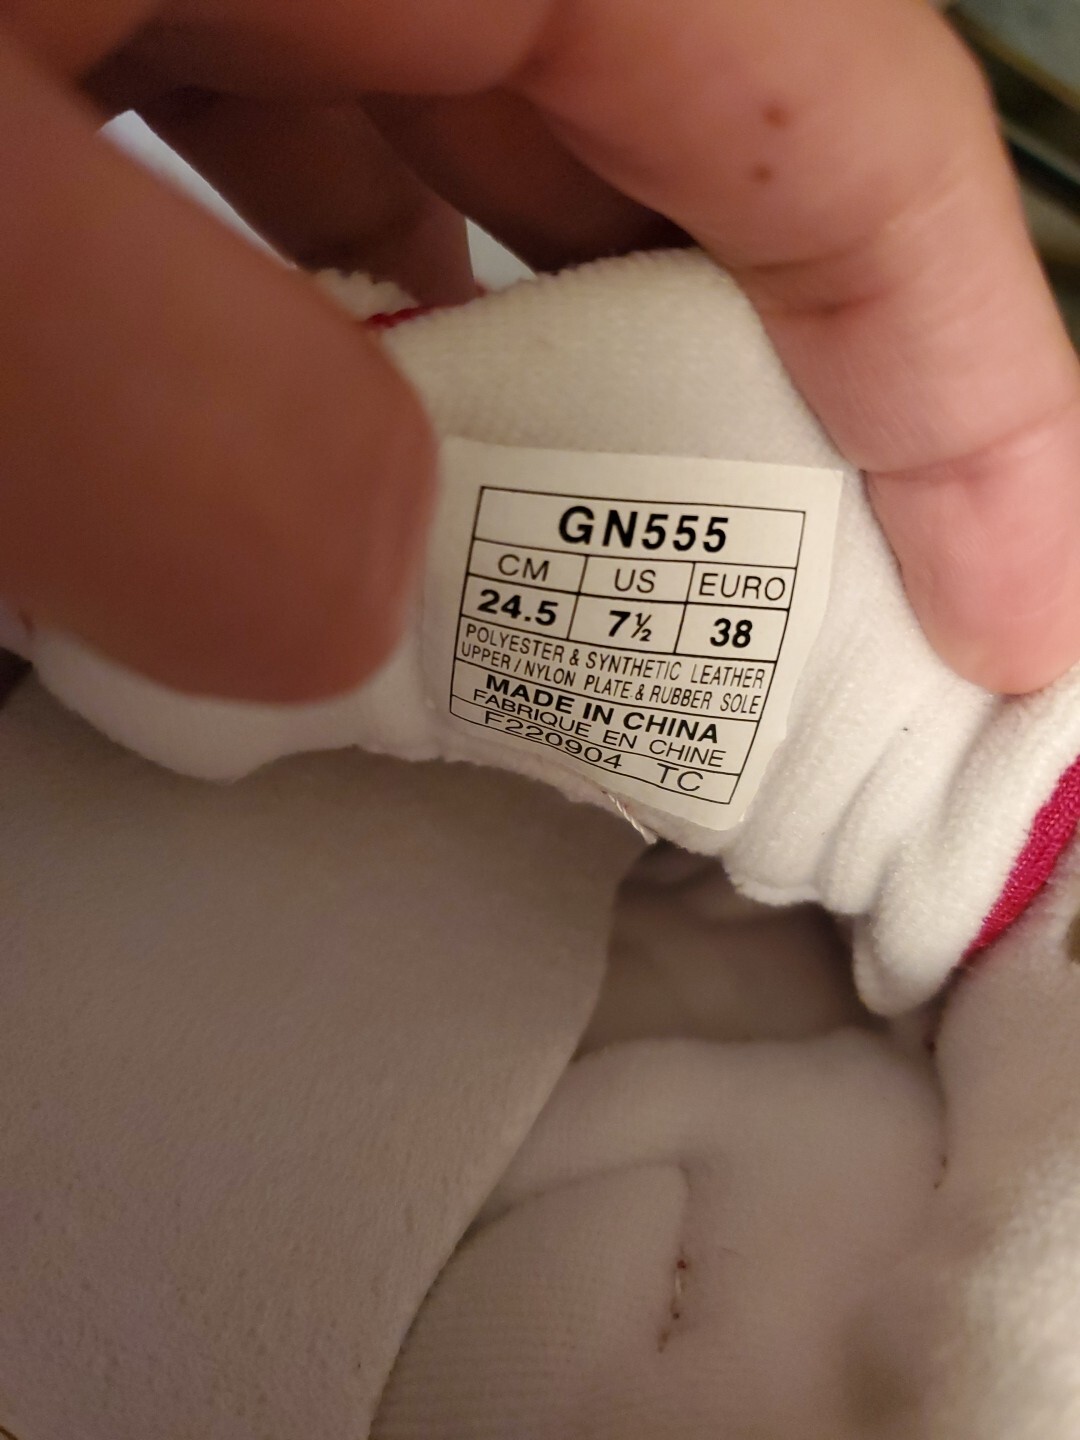 GN555
CM US EURO
24.5 7½ 38
POLYESTER & SYNTHETIC LEATHER
UPPER / NYLON PLATE & RUBBER SOLE
MADE IN CHINA
FABRIQUE EN CHINE
F220904 TC